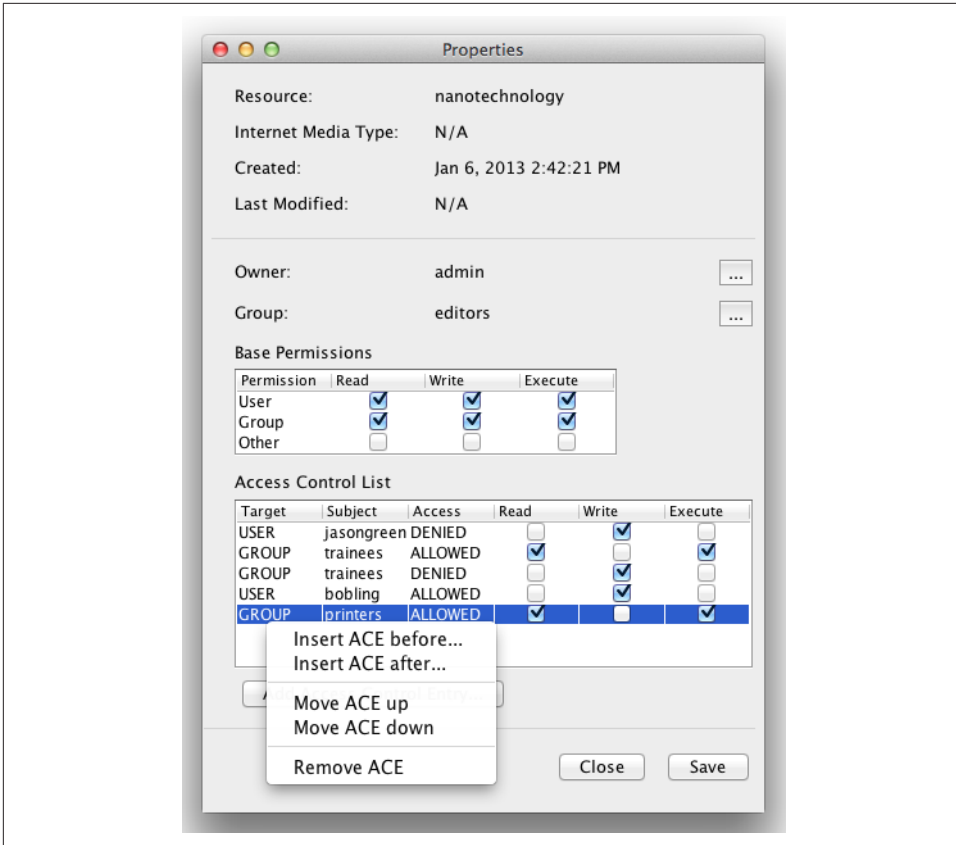 Properties
Resource: nanotechnology
Internet Media Type: N/A
Created: Jan 6, 2013 2:42:21 PM
Last Modified: N/A
Owner: admin ...
Group: editors ...
Base Permissions
Permission Read Write Execute
User
Group
Other
Access Control List
Target Subject Access Read Write Execute
USER jasongreen DENIED
GROUP trainees ALLOWED
GROUP trainees DENIED
USER bobling ALLOWED
GROUP printers ALLOWED
Insert ACE before...
Insert ACE after...
Move ACE up
Move ACE down
Remove ACE
Close Save